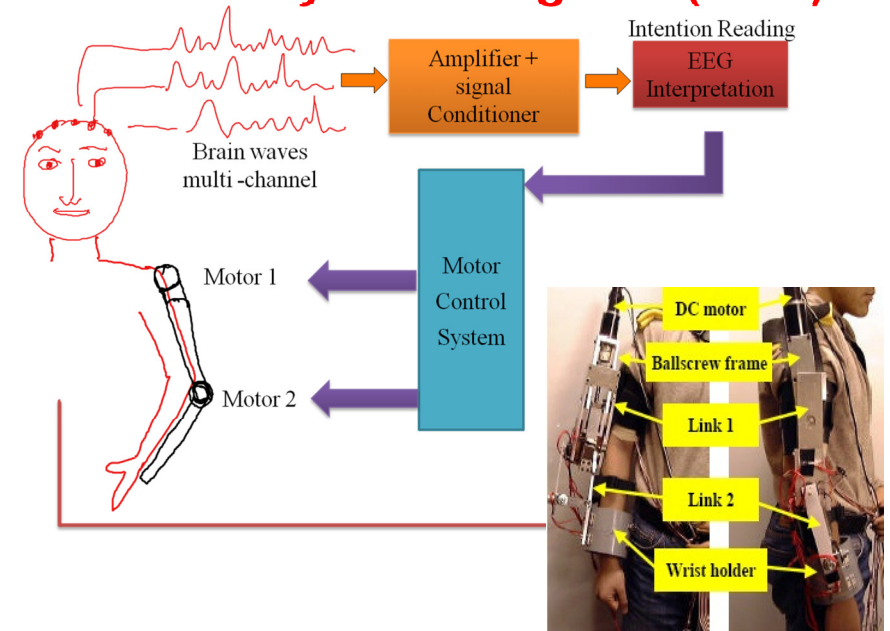 Intention Reading
Amplifier +
signal
Conditioner
EEG
Interpretation
Brain waves
multi -channel
Motor
Control
System
Motor 1
Motor 2
DC motor
Ballscrew frame
Link 1
Link 2
Wrist holder